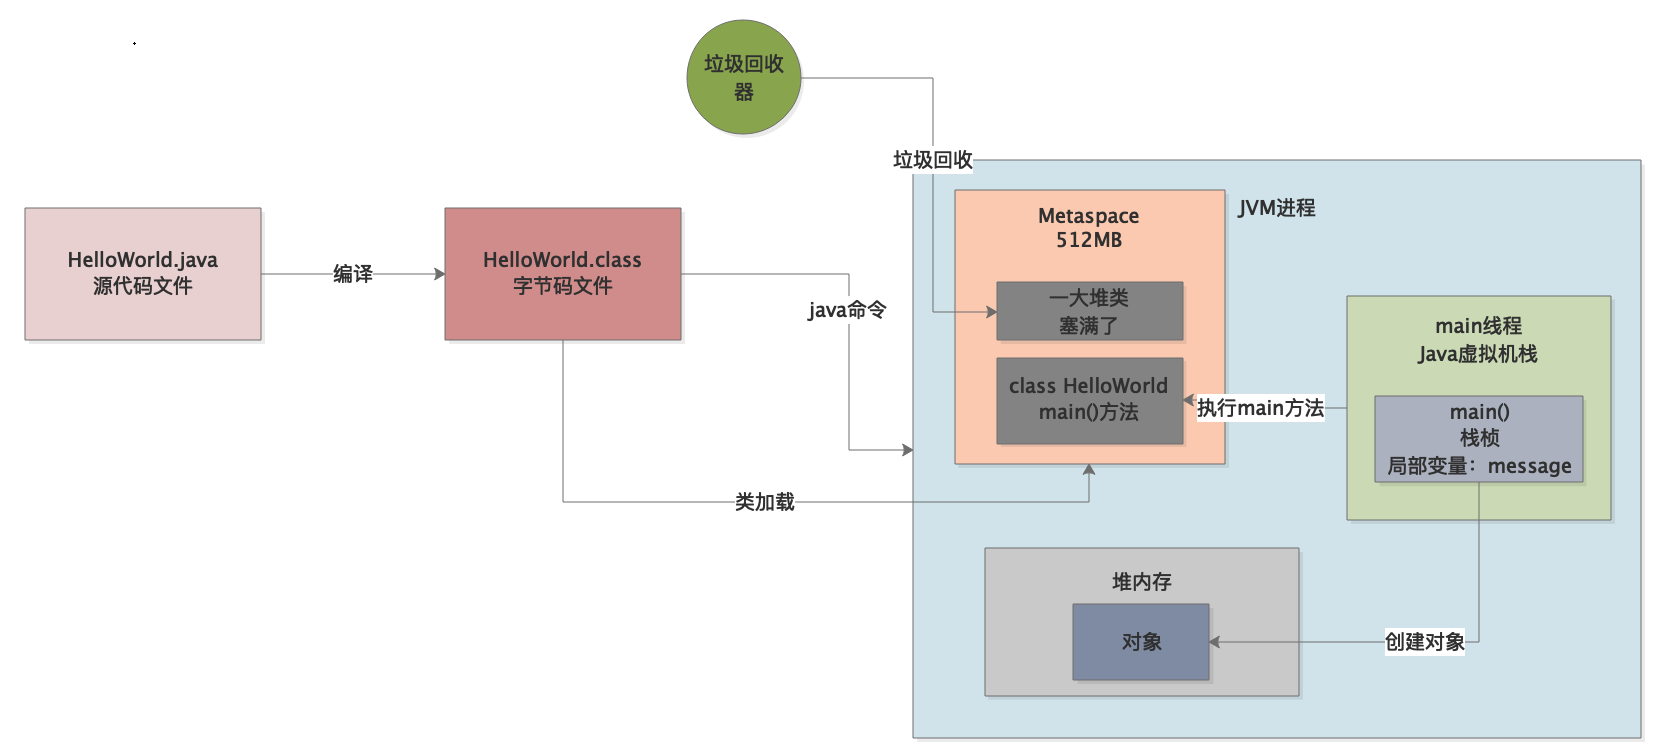 垃圾回收
器
垃圾回收
JVM进程
Metaspace
512MB
HelloWorld.java
源代码文件
编译
HelloWorld.class
字节码文件
java命令
一大堆类
塞满了
class HelloWorld
main()方法
执行main方法
main线程
Java虚拟机栈
main()
栈桢
局部变量：message
类加载
堆内存
对象
创建对象